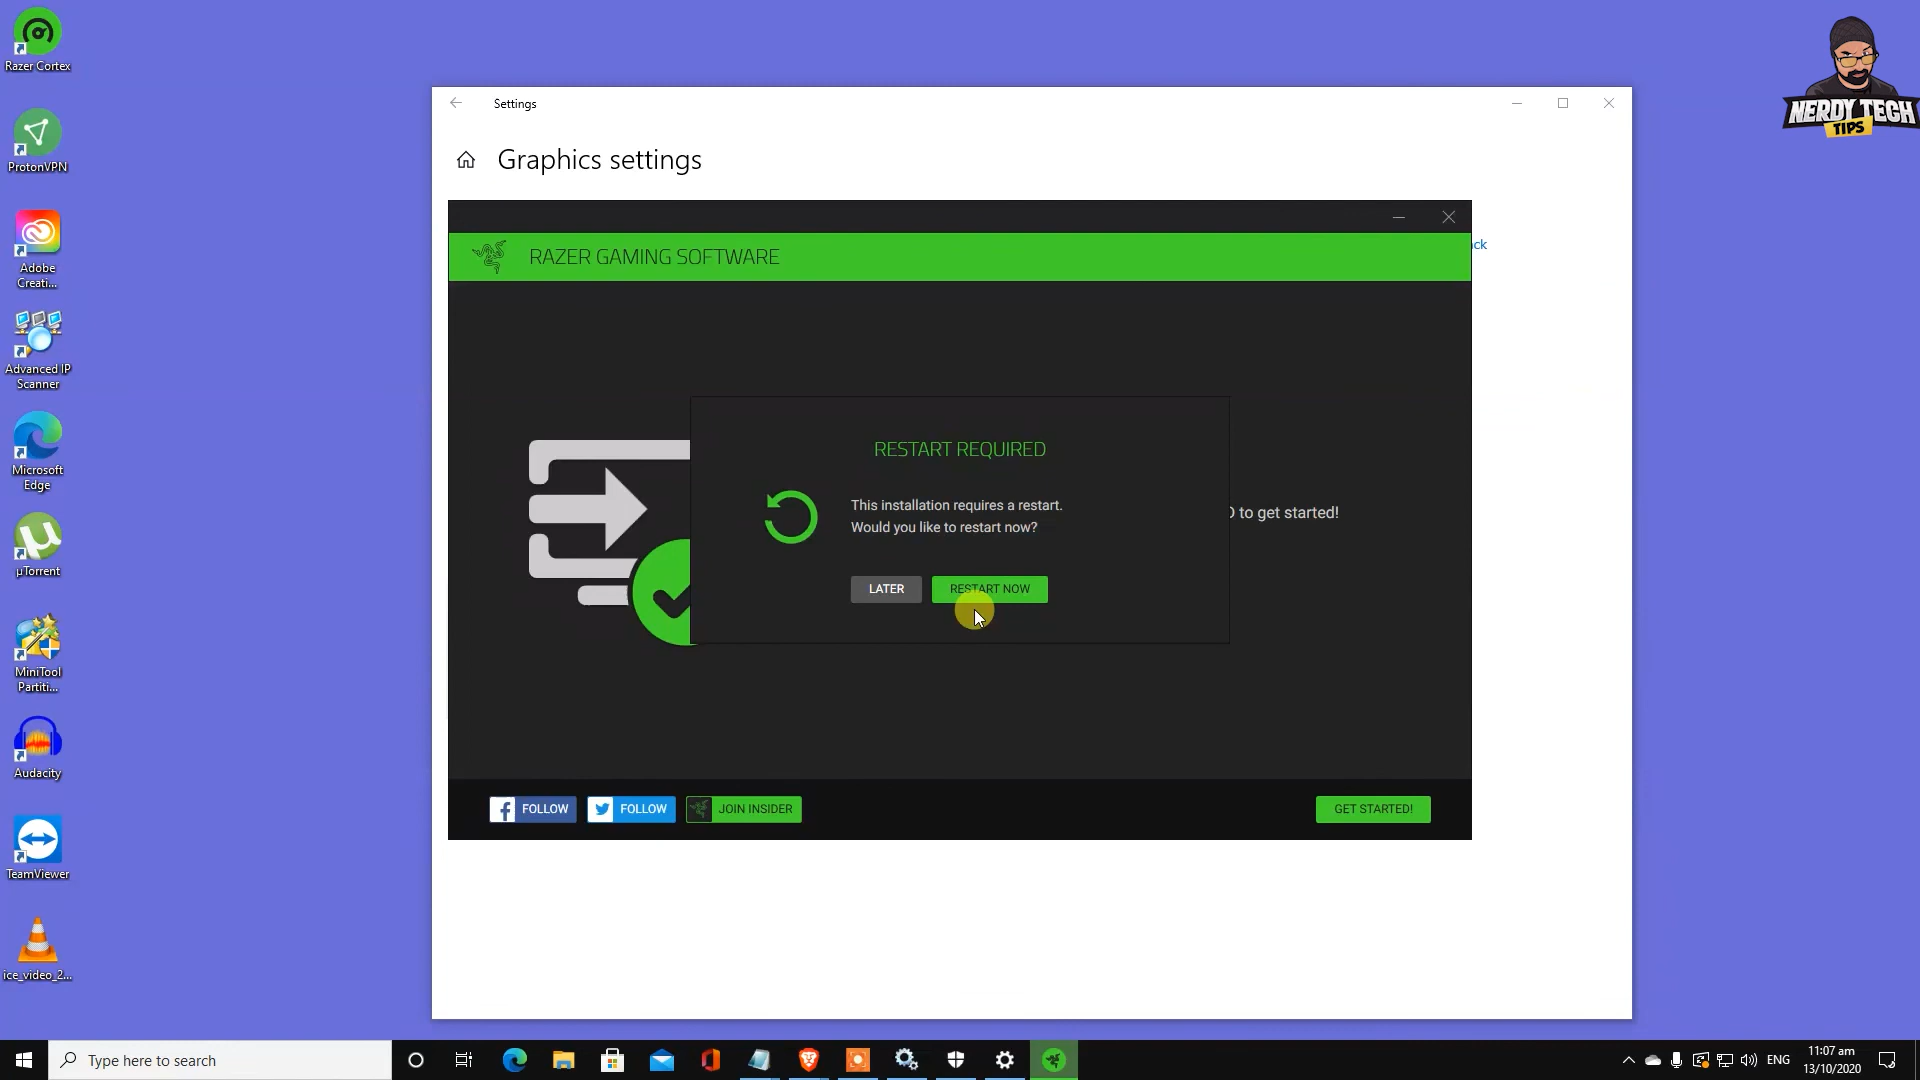 Razer Cortex
ProtonVPN
Adobe
Creati...
Advanced IP
Scanner
Microsoft
Edge
µTorrent
MiniTool
Partiti...
Audacity
TeamViewer
ice_video_2...
NERDY TECH
TIPS
Settings
Graphics settings
ack
RAZER GAMING SOFTWARE
RESTART REQUIRED
This installation requires a restart.
Would you like to restart now?
to get started!
LATER
RESTART NOW
FOLLOW
FOLLOW
JOIN INSIDER
GET STARTED!
Type here to search
ENG
11:07 am
13/10/2020